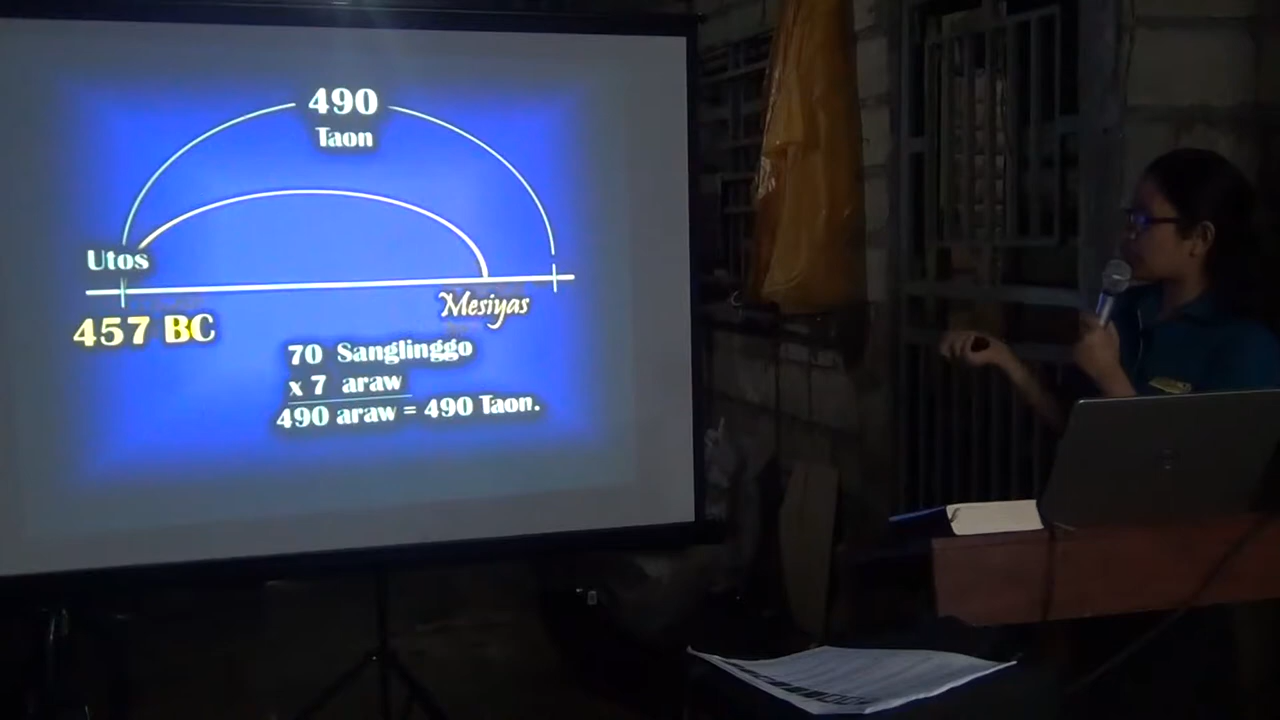 490
Taon
Utos
Mesiyas
457 BC
70 Sanglinggo
x 7 araw
490 araw = 490 Taon.